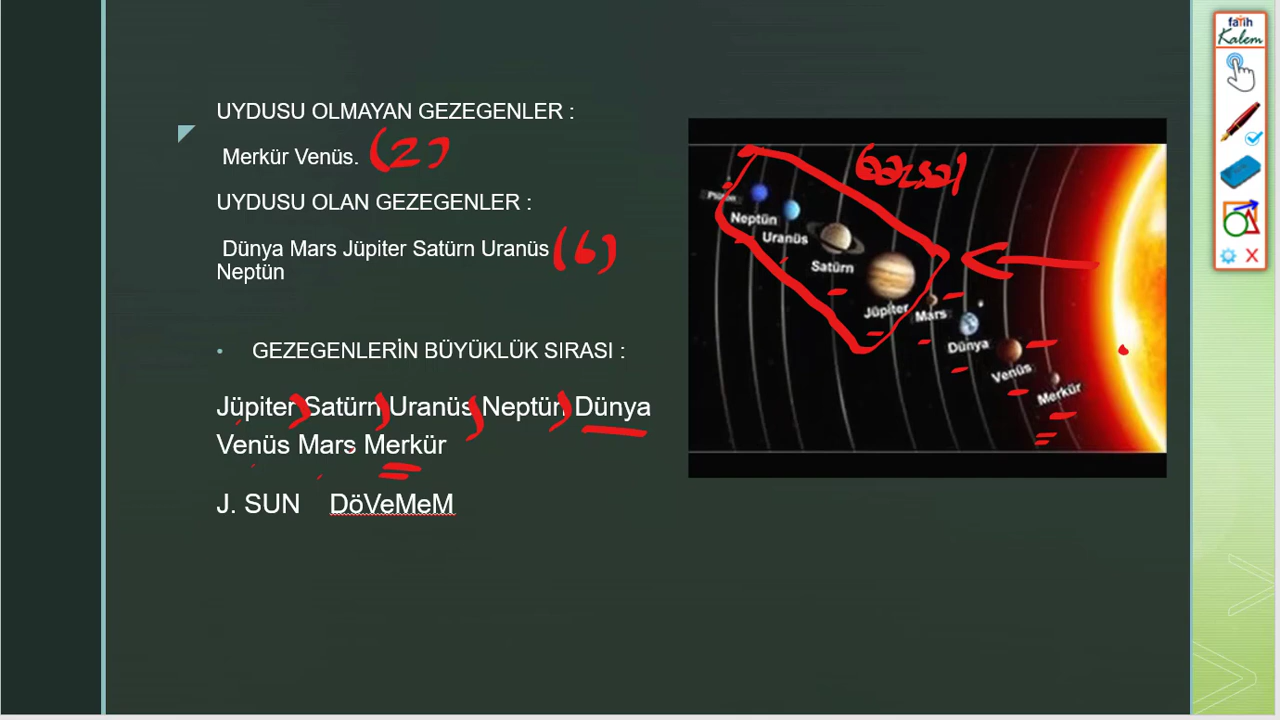 UYDUSU OLMAYAN GEZEGENLER :
Merkür Venüs. (2)
UYDUSU OLAN GEZEGENLER :
Dünya Mars Jüpiter Satürn Uranüs (6)
Neptün
• GEZEGENLERİN BÜYÜKLÜK SIRASI :
Jüpiter Satürn Uranüs Neptün Dünya
Venüs Mars Merkür
J. SUN DöVeMeM
Gazsal
Plüton
Neptün
Uranüs
Satürn
Jüpiter
Mars
Dünya
Venüs
Merkür
fatih
Kalem